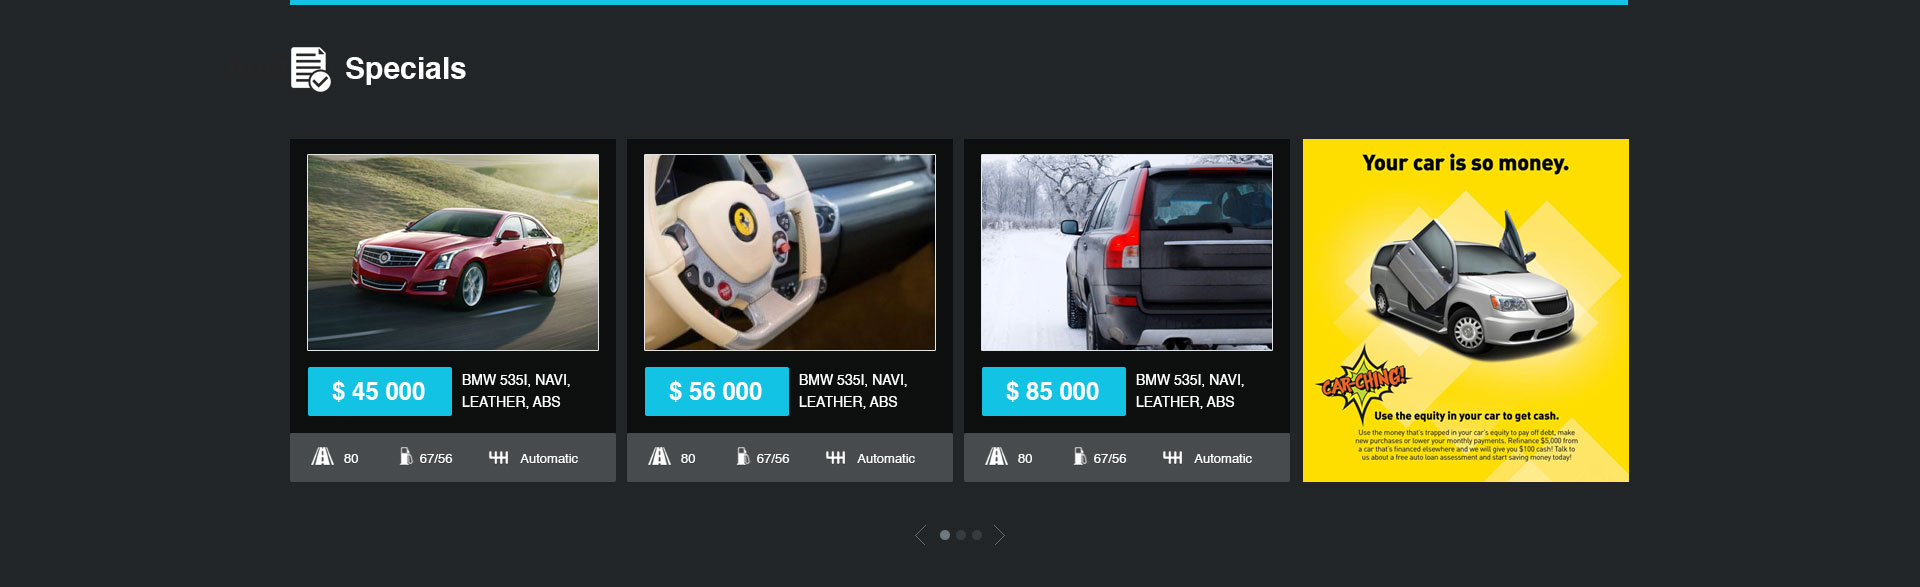 Specials
$ 45 000
BMW 535I, NAVI,
LEATHER, ABS
80
67/56
Automatic
$ 56 000
BMW 535I, NAVI,
LEATHER, ABS
80
67/56
Automatic
$ 85 000
BMW 535I, NAVI,
LEATHER, ABS
80
67/56
Automatic
Your car is so money.
CAR-CHING!!
Use the equity in your car to get cash.
Use the money that's trapped in your car's equity to pay off debt, make
new purchases or lower your monthly payments. Refinance $5,000 from
a car that's financed elsewhere and we will give you $100 cash! Talk to
us about a free auto loan assessment and start saving money today!